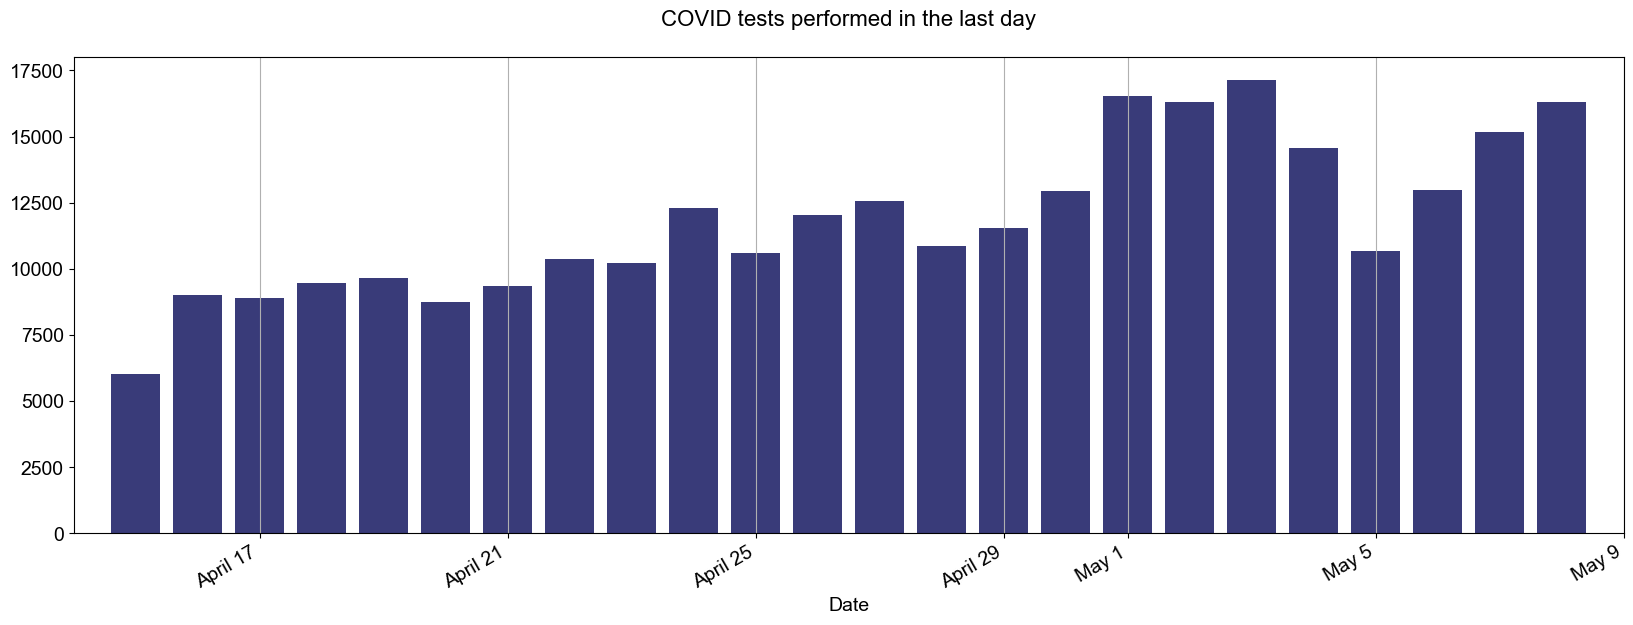 COVID tests performed in the last day
17500
15000
12500
10000
7500
5000
2500
0
April 17
April 21
April 25
April 29
May 1
May 5
May 9
Date